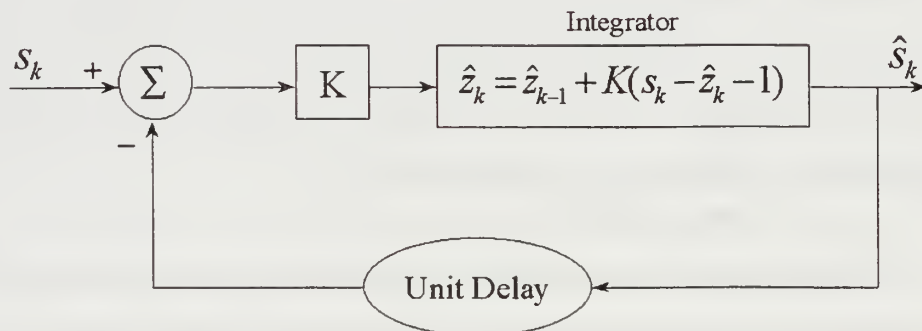 Integrator
s_k
+
Σ
K
ẑ_k = ẑ_{k–1} + K(s_k – ẑ_k – 1)
ŝ_k
–
Unit Delay